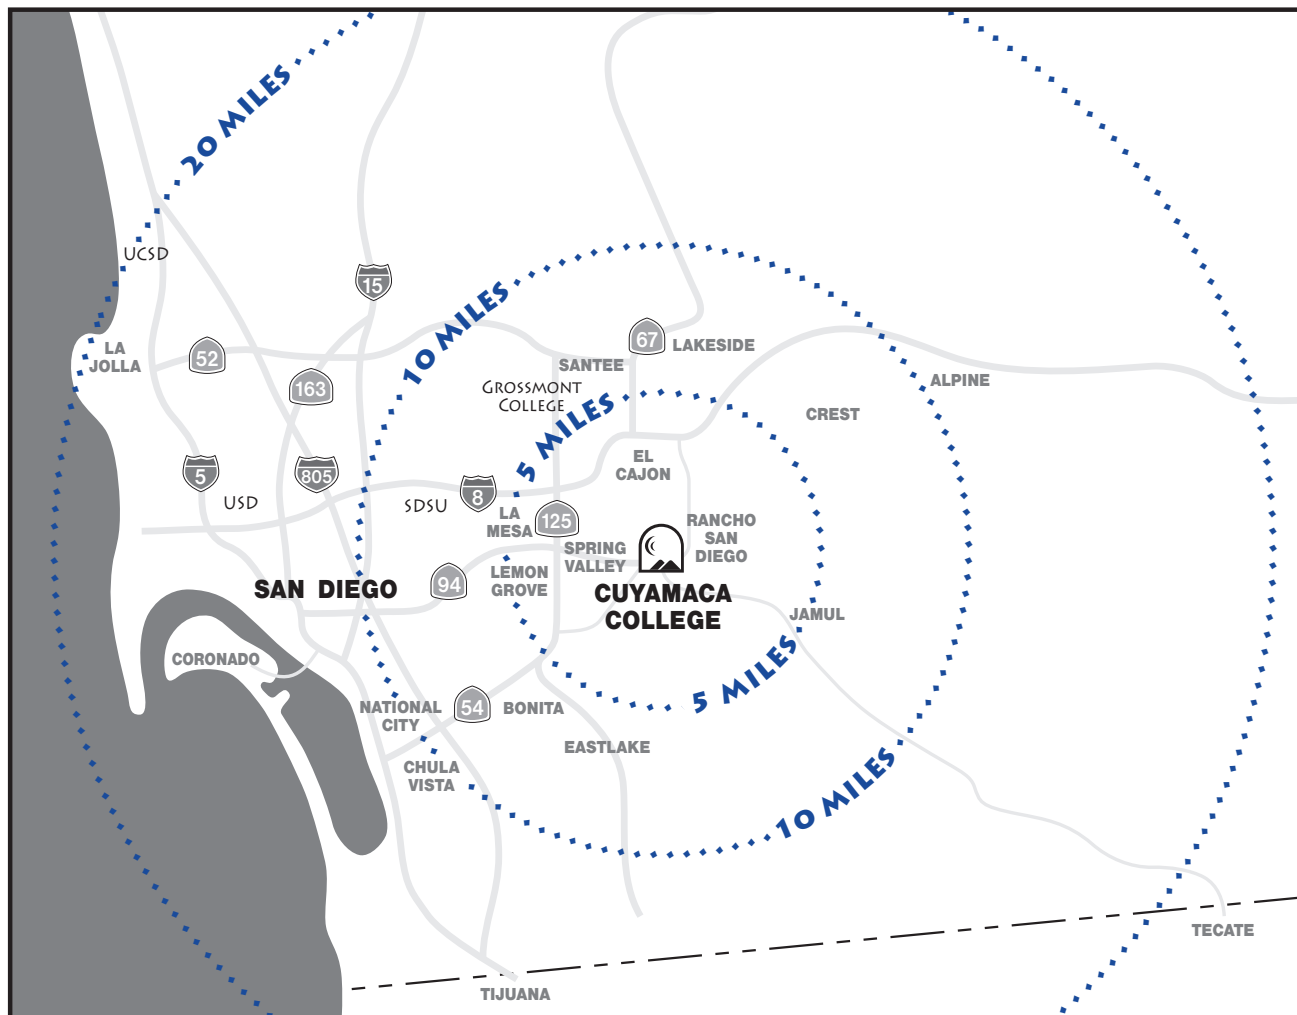 20 MILES
UCSD
15
10 MILES
LA
JOLLA
52
163
67
LAKESIDE
SANTEE
GROSSMONT
COLLEGE
ALPINE
CREST
5 MILES
EL
CAJON
5
805
8
USD
SDSU
LA
MESA
125
SPRING
VALLEY
RANCHO
SAN
DIEGO
SAN DIEGO
94
LEMON
GROVE
CUYAMACA
COLLEGE
JAMUL
CORONADO
5 MILES
NATIONAL
CITY
54
BONITA
EASTLAKE
CHULA
VISTA
10 MILES
TECATE
TIJUANA